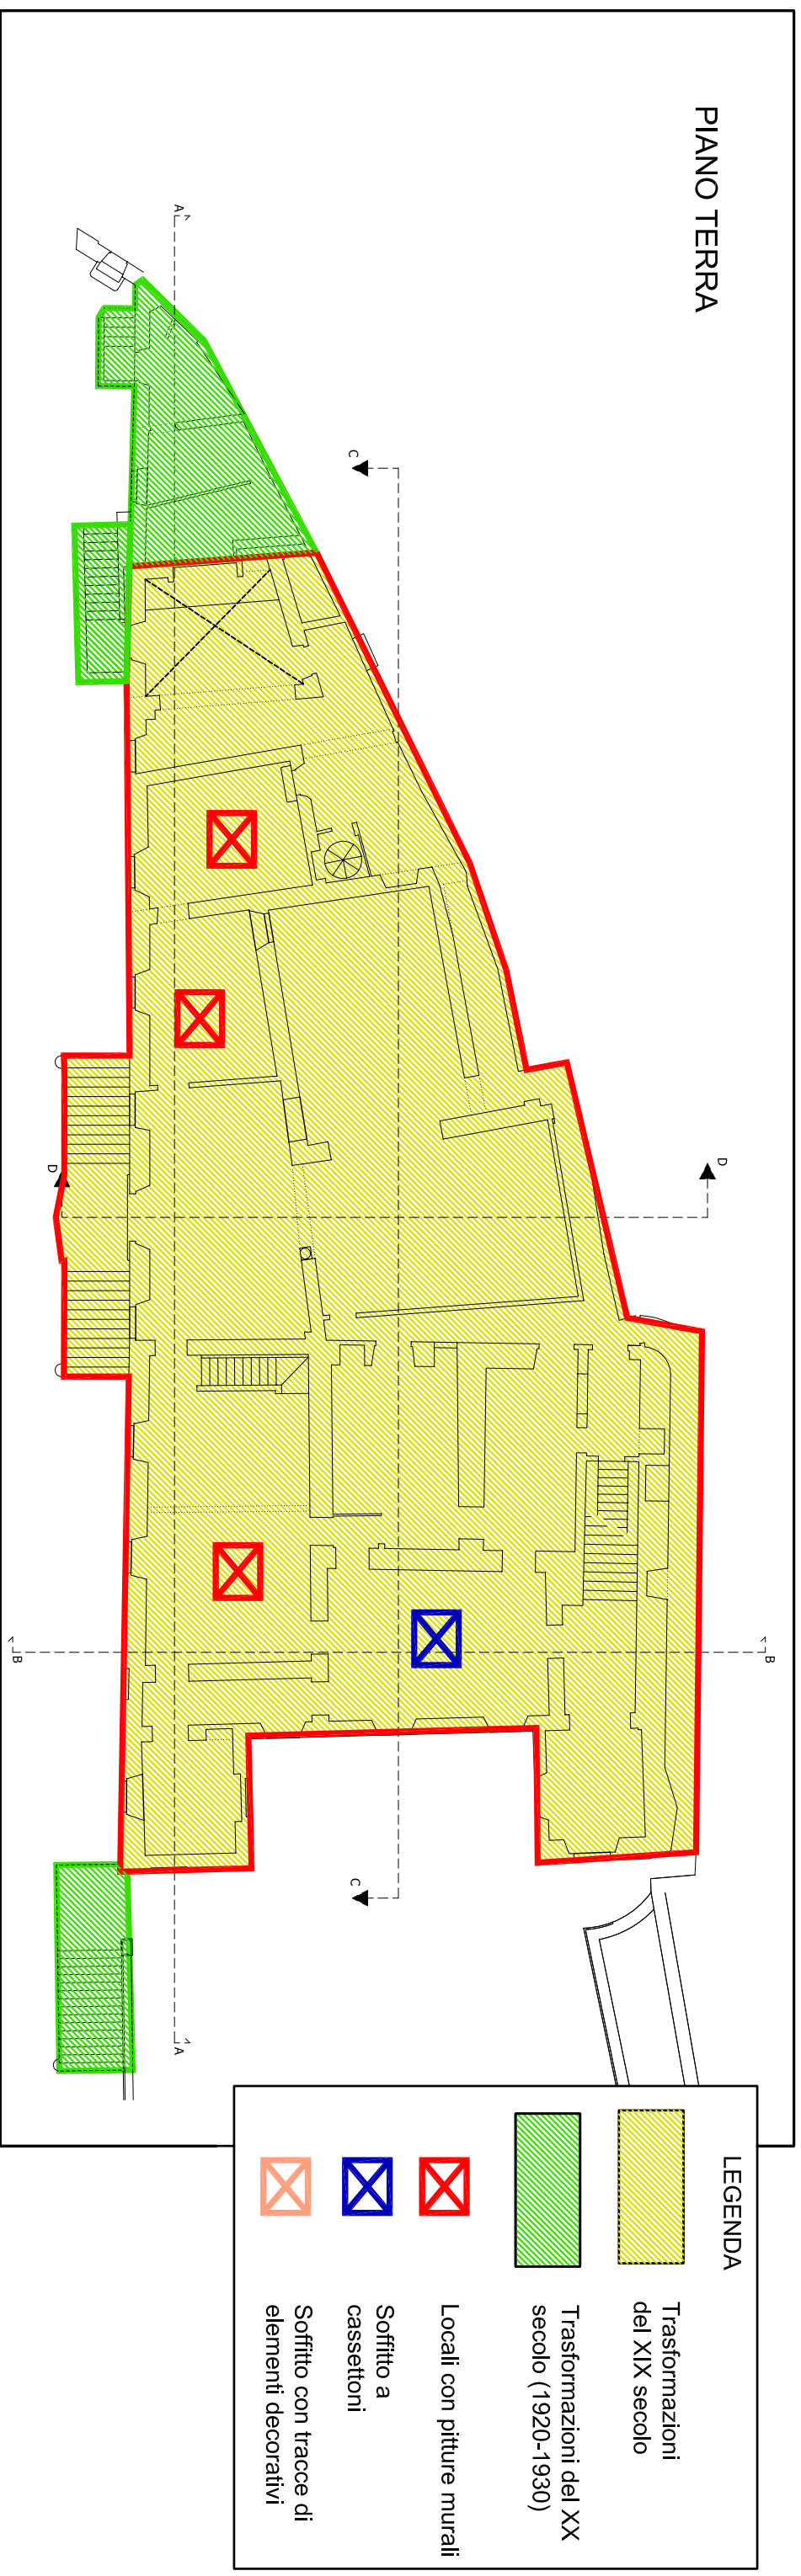 PIANO TERRA
A
A
B
B
C
C
D
D
LEGENDA
Trasformazioni
del XIX secolo
Trasformazioni del XX
secolo (1920-1930)
Locali con pitture murali
Soffitto a
cassettoni
Soffitto con tracce di
elementi decorativi